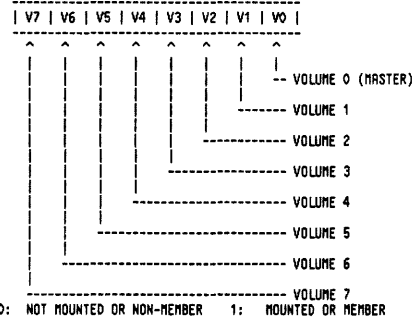 | V7 | V6 | V5 | V4 | V3 | V2 | V1 | V0 |
VOLUME 0 (MASTER)
VOLUME 1
VOLUME 2
VOLUME 3
VOLUME 4
VOLUME 5
VOLUME 6
VOLUME 7
0: NOT MOUNTED OR NON-MEMBER 1: MOUNTED OR MEMBER